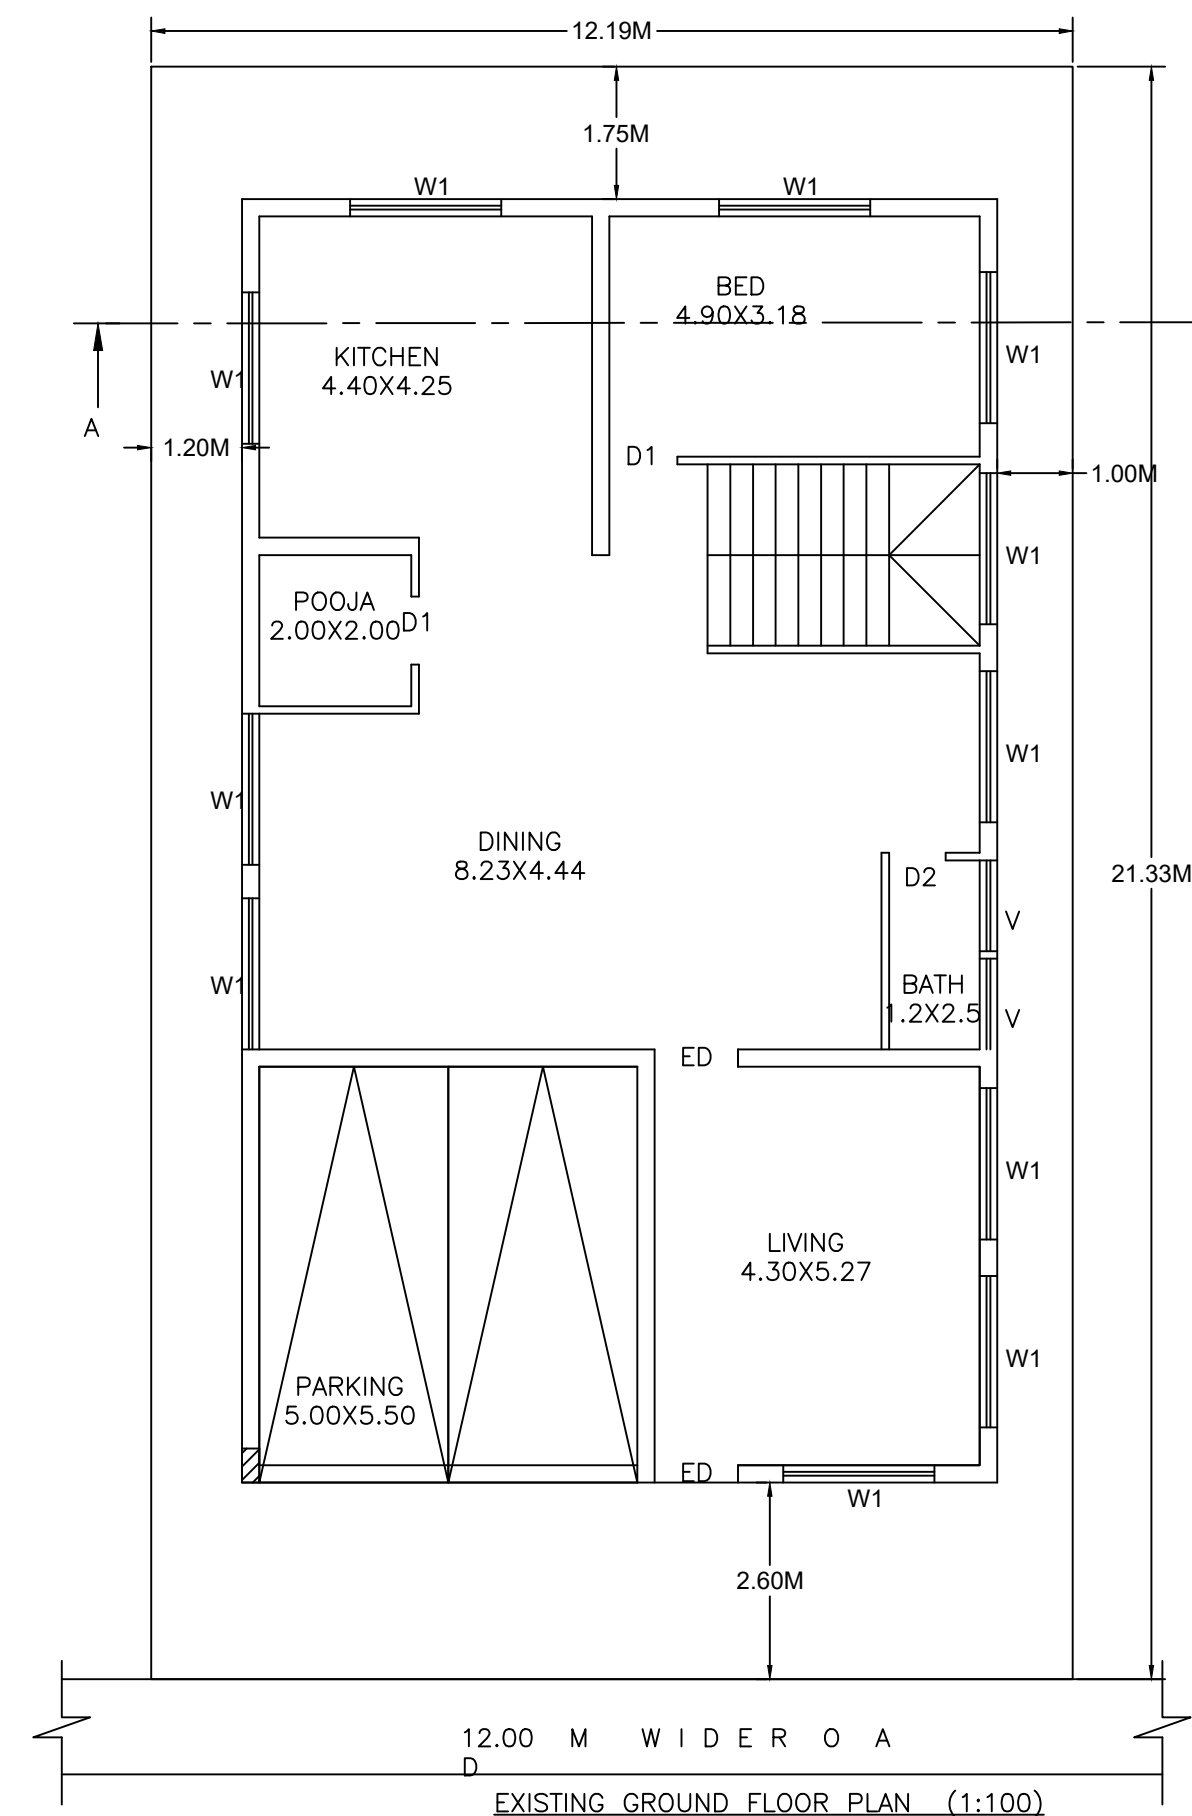 12.19M
1.75M
W1 W1
BED
4.90X3.18
KITCHEN
4.40X4.25
W1
W1
A
1.20M
D1
1.00M
W1
POOJA
2.00X2.00
D1
W1
W1
DINING
8.23X4.44
21.33M
D2
V
W1
BATH
1.2X2.5
V
ED
W1
LIVING
4.30X5.27
W1
PARKING
5.00X5.50
ED
W1
2.60M
12.00 M W I D E R O A
D
EXISTING GROUND FLOOR PLAN (1:100)